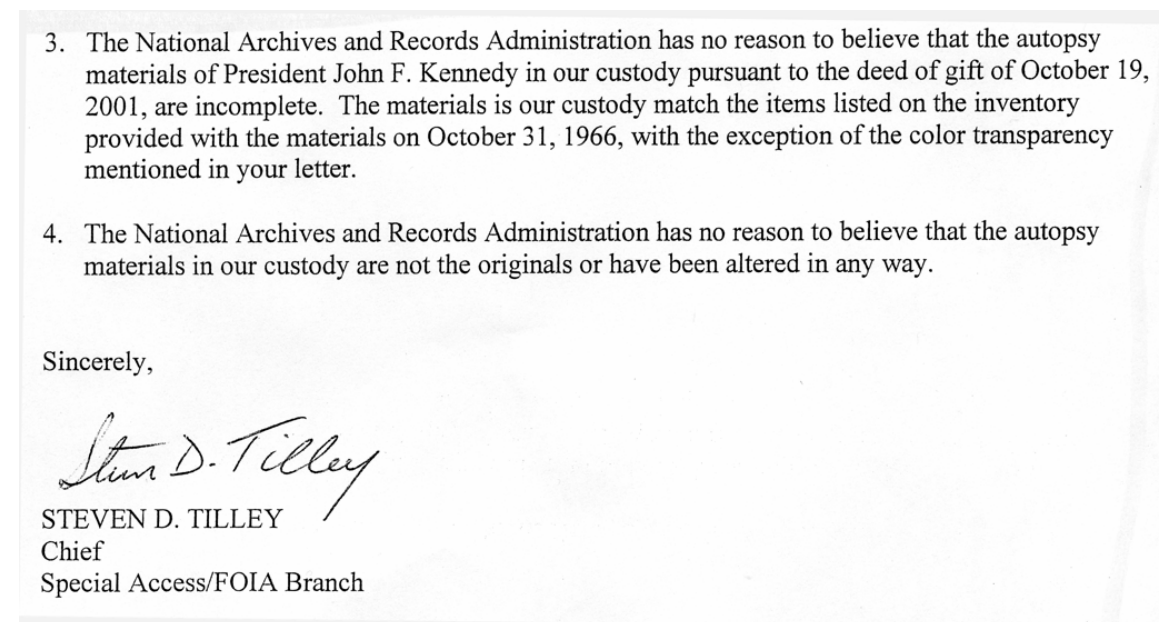 3. The National Archives and Records Administration has no reason to believe that the autopsy
materials of President John F. Kennedy in our custody pursuant to the deed of gift of October 19,
2001, are incomplete. The materials is our custody match the items listed on the inventory
provided with the materials on October 31, 1966, with the exception of the color transparency
mentioned in your letter.
4. The National Archives and Records Administration has no reason to believe that the autopsy
materials in our custody are not the originals or have been altered in any way.
Sincerely,
Steven D. Tilley
STEVEN D. TILLEY
Chief
Special Access/FOIA Branch